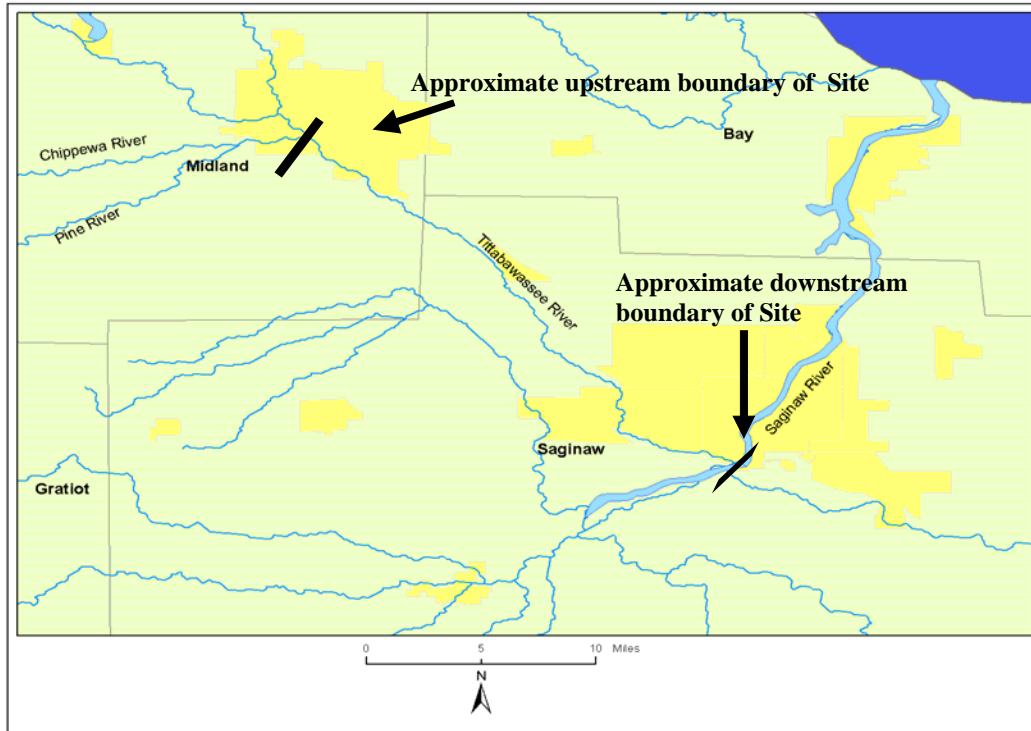 Approximate upstream boundary of Site
Bay
Chippewa River
Midland
Pine River
Tittabawassee River
Approximate downstream
boundary of Site
Saginaw River
Saginaw
Gratiot
0 5 10 Miles
N